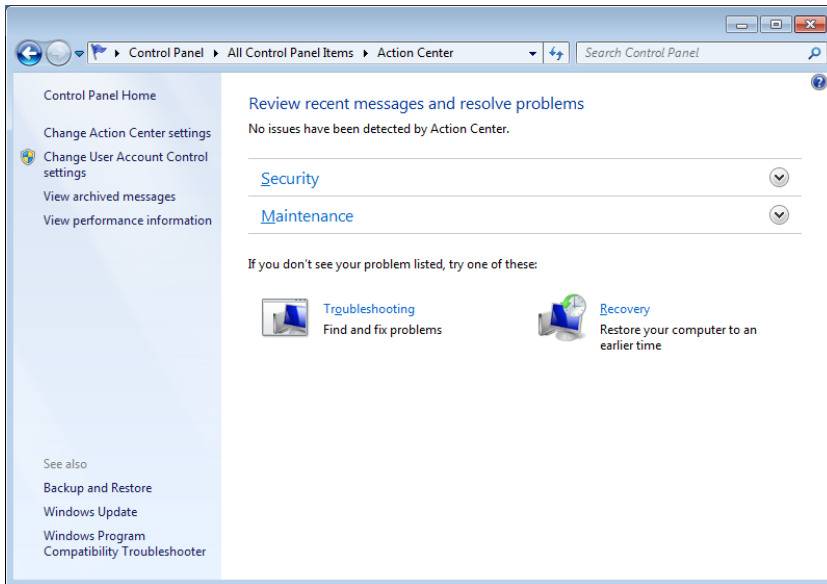 Control Panel
All Control Panel Items
Action Center
Search Control Panel
Control Panel Home
Change Action Center settings
Change User Account Control
settings
View archived messages
View performance information
Review recent messages and resolve problems
No issues have been detected by Action Center.
Security
Maintenance
If you don't see your problem listed, try one of these:
Troubleshooting
Find and fix problems
Recovery
Restore your computer to an
earlier time
See also
Backup and Restore
Windows Update
Windows Program
Compatibility Troubleshooter